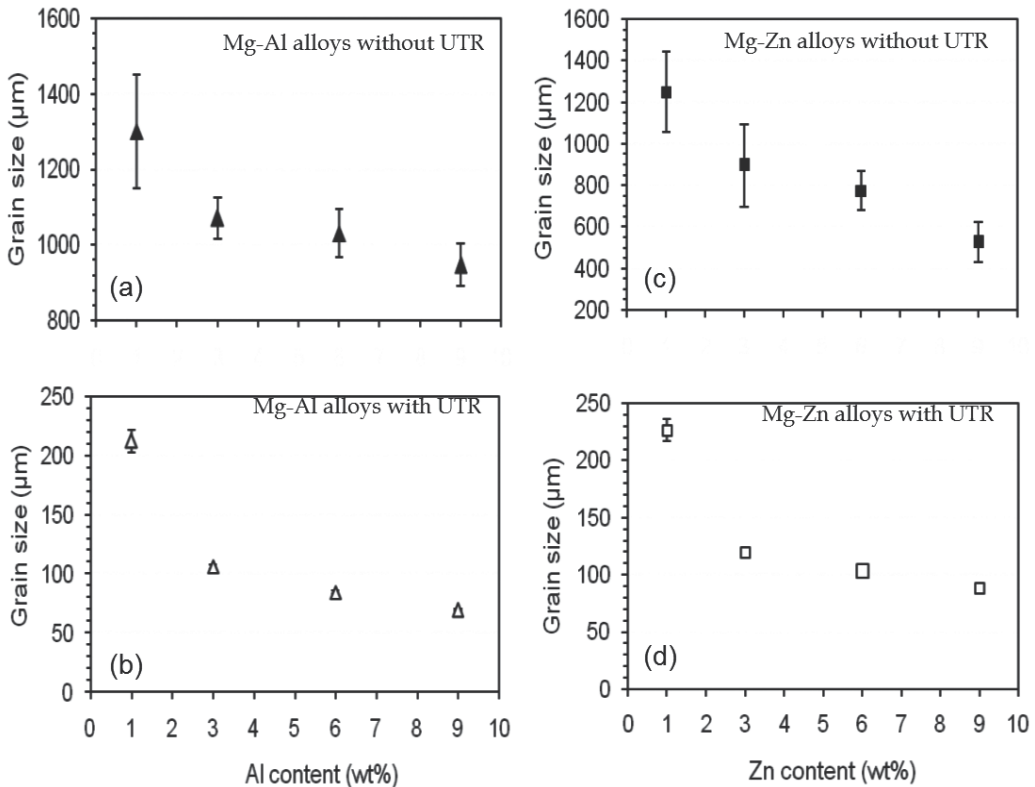 Mg-Al alloys without UTR
1600
1400
1200
1000
800
Grain size (µm)
(a)
Mg-Zn alloys without UTR
1600
1400
1200
1000
800
600
400
200
Grain size (µm)
(c)
Mg-Al alloys with UTR
250
200
150
100
50
0
Grain size (µm)
(b)
0 1 2 3 4 5 6 7 8 9 10
Al content (wt%)
Mg-Zn alloys with UTR
250
200
150
100
50
0
Grain size (µm)
(d)
0 1 2 3 4 5 6 7 8 9 10
Zn content (wt%)